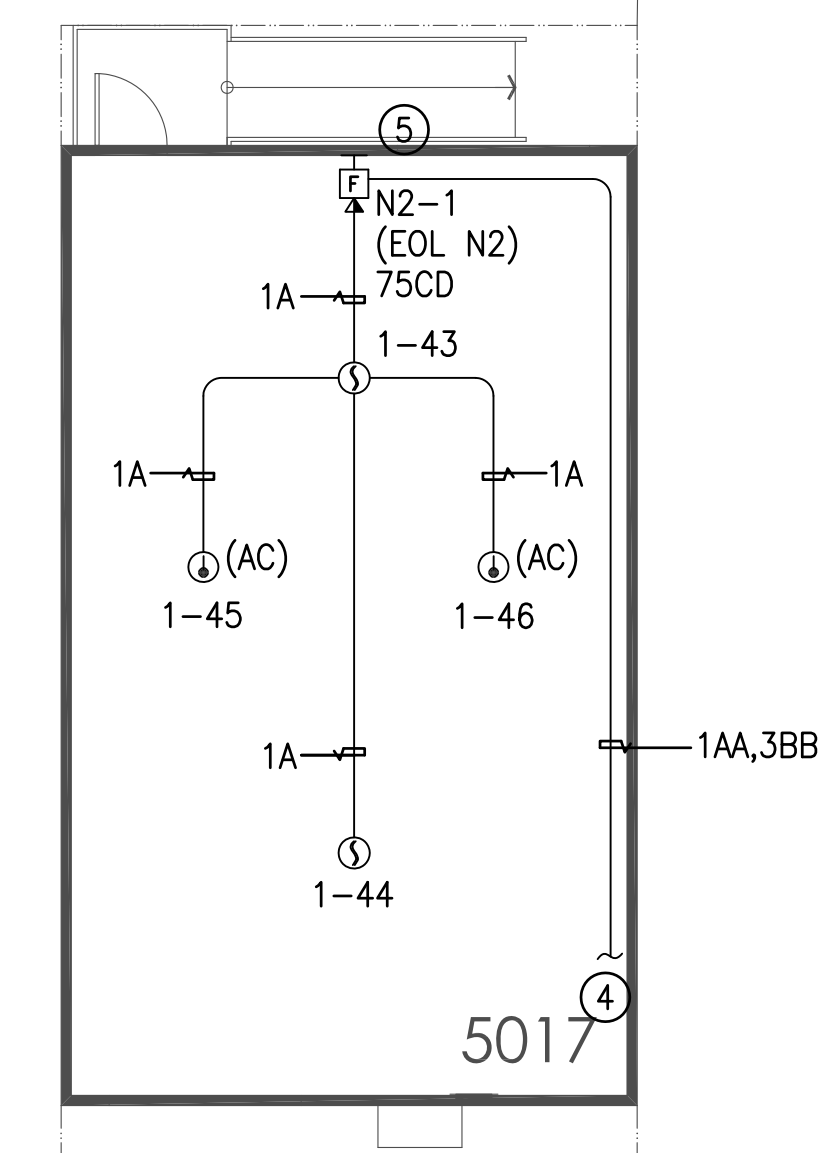 5
F
N2-1
(EOL N2)
75CD
1A
1-43
1A
1A
(AC)
(AC)
1-45
1-46
1A
1AA,3BB
1-44
4
5017